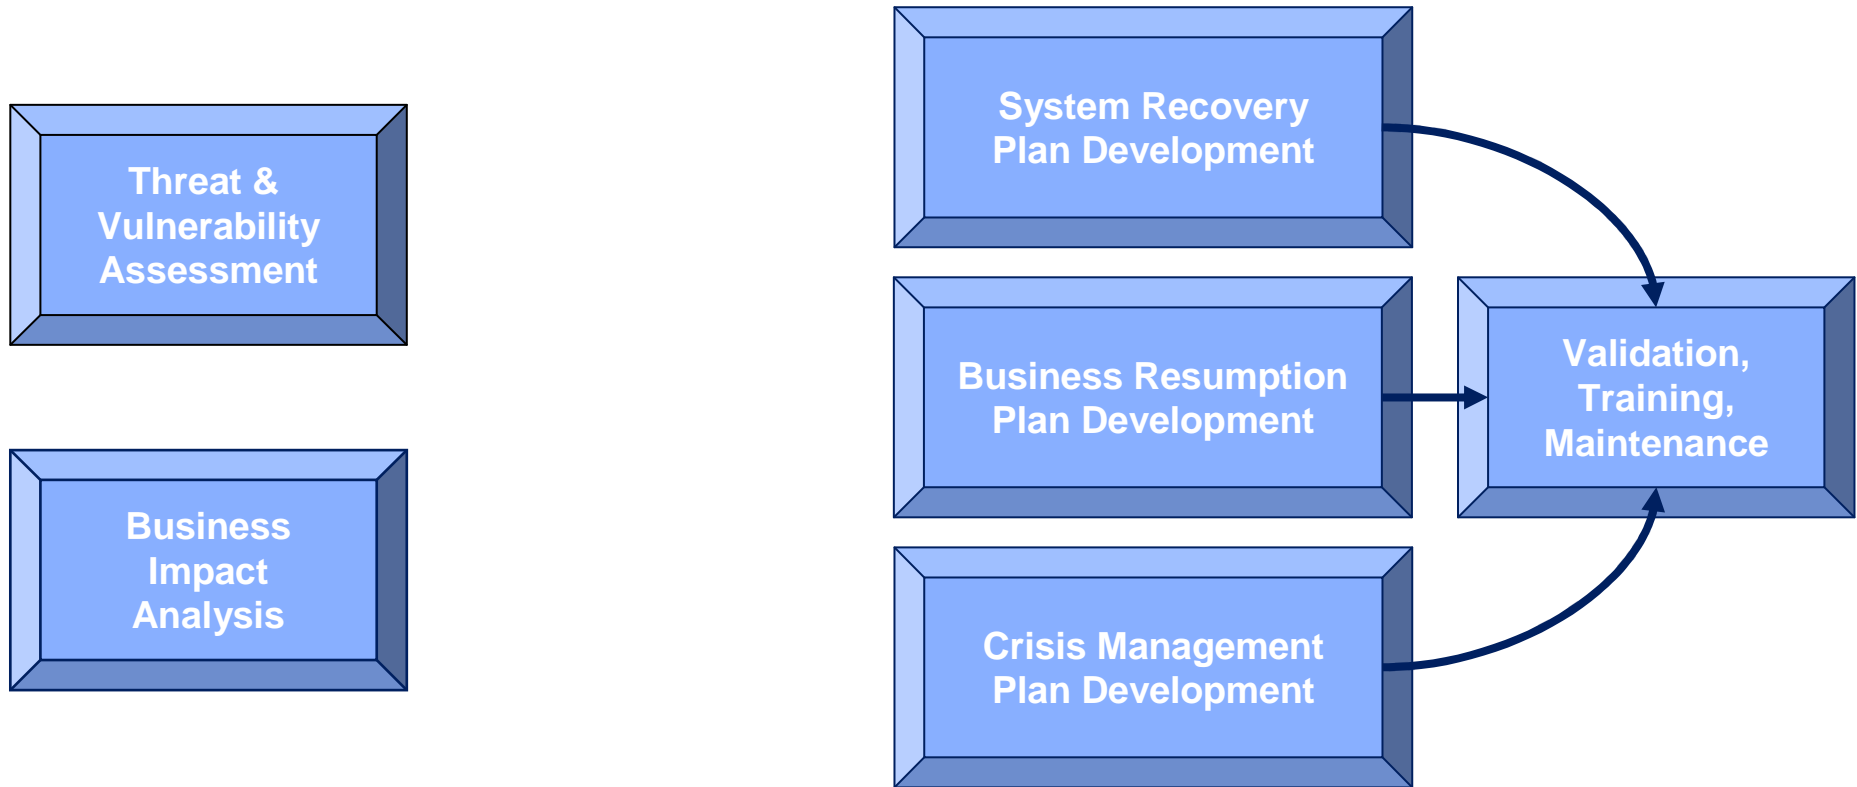 Threat &
Vulnerability
Assessment
Business
Impact
Analysis
System Recovery
Plan Development
Business Resumption
Plan Development
Crisis Management
Plan Development
Validation,
Training,
Maintenance